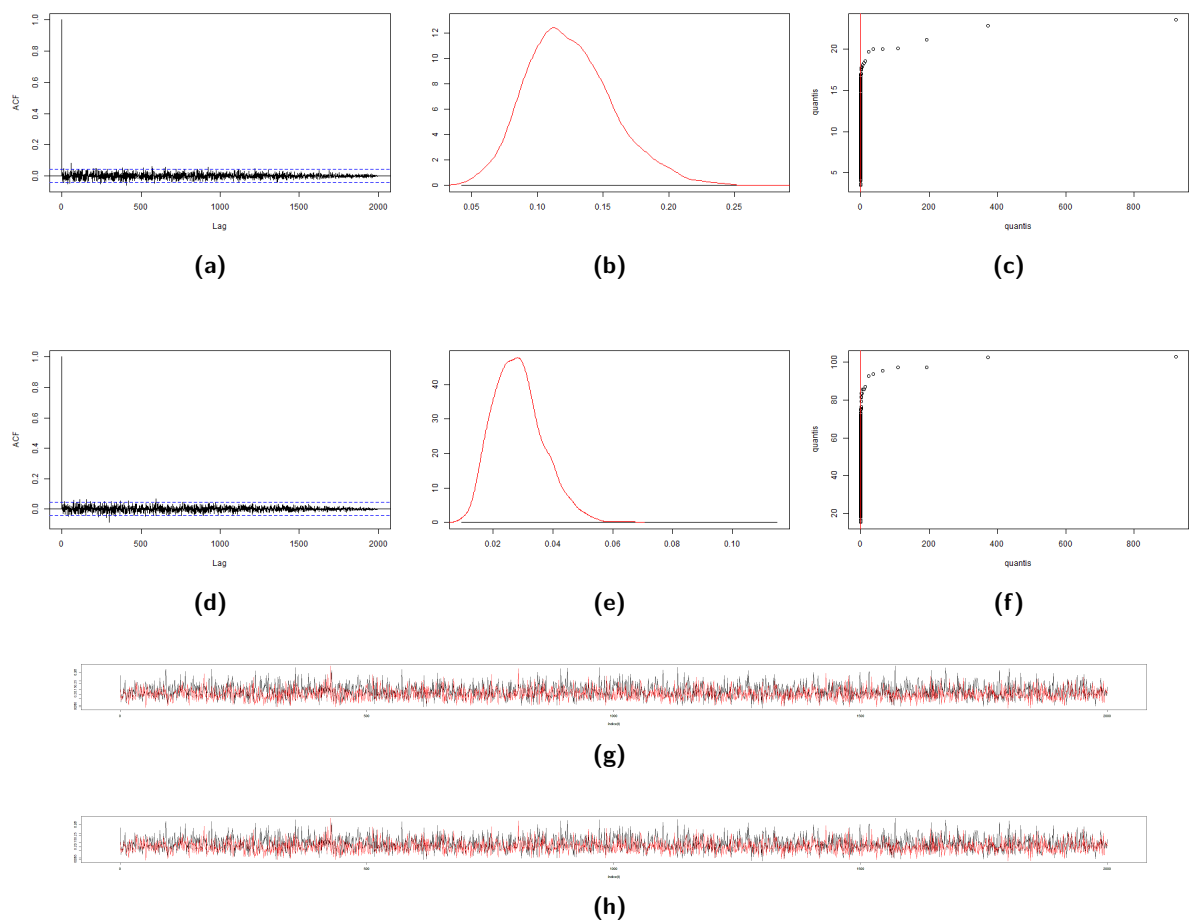 ACF
0.0 0.2 0.4 0.6 0.8 1.0
0 500 1000 1500 2000
Lag
(a)
0 2 4 6 8 10 12
0.05 0.10 0.15 0.20 0.25
(b)
quantis
5 10 15 20
0 200 400 600 800
quantis
(c)
ACF
0.0 0.2 0.4 0.6 0.8 1.0
0 500 1000 1500 2000
Lag
(d)
0 10 20 30 40
0.02 0.04 0.06 0.08 0.10
(e)
quantis
20 40 60 80 100
0 200 400 600 800
quantis
(f)
0 500 1000 1500 2000
(g)
0 500 1000 1500 2000
(h)